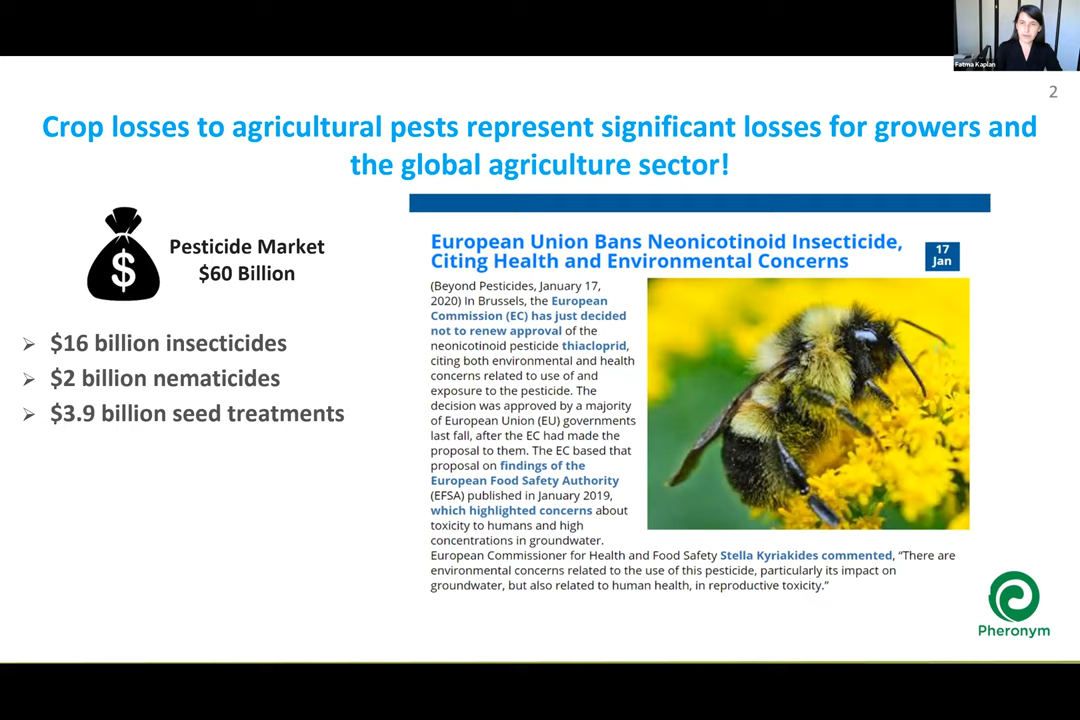 Fatma Kaplan
2
Crop losses to agricultural pests represent significant losses for growers and
the global agriculture sector!
$
Pesticide Market
$60 Billion
$16 billion insecticides
$2 billion nematicides
$3.9 billion seed treatments
European Union Bans Neonicotinoid Insecticide,
Citing Health and Environmental Concerns
17
Jan
(Beyond Pesticides, January 17,
2020) In Brussels, the European
Commission (EC) has just decided
not to renew approval of the
neonicotinoid pesticide thiacloprid,
citing both environmental and health
concerns related to use of and
exposure to the pesticide. The
decision was approved by a majority
of European Union (EU) governments
last fall, after the EC had made the
proposal to them. The EC based that
proposal on findings of the
European Food Safety Authority
(EFSA) published in January 2019,
which highlighted concerns about
toxicity to humans and high
concentrations in groundwater.
European Commissioner for Health and Food Safety Stella Kyriakides commented, “There are
environmental concerns related to the use of this pesticide, particularly its impact on
groundwater, but also related to human health, in reproductive toxicity.”
Pheronym